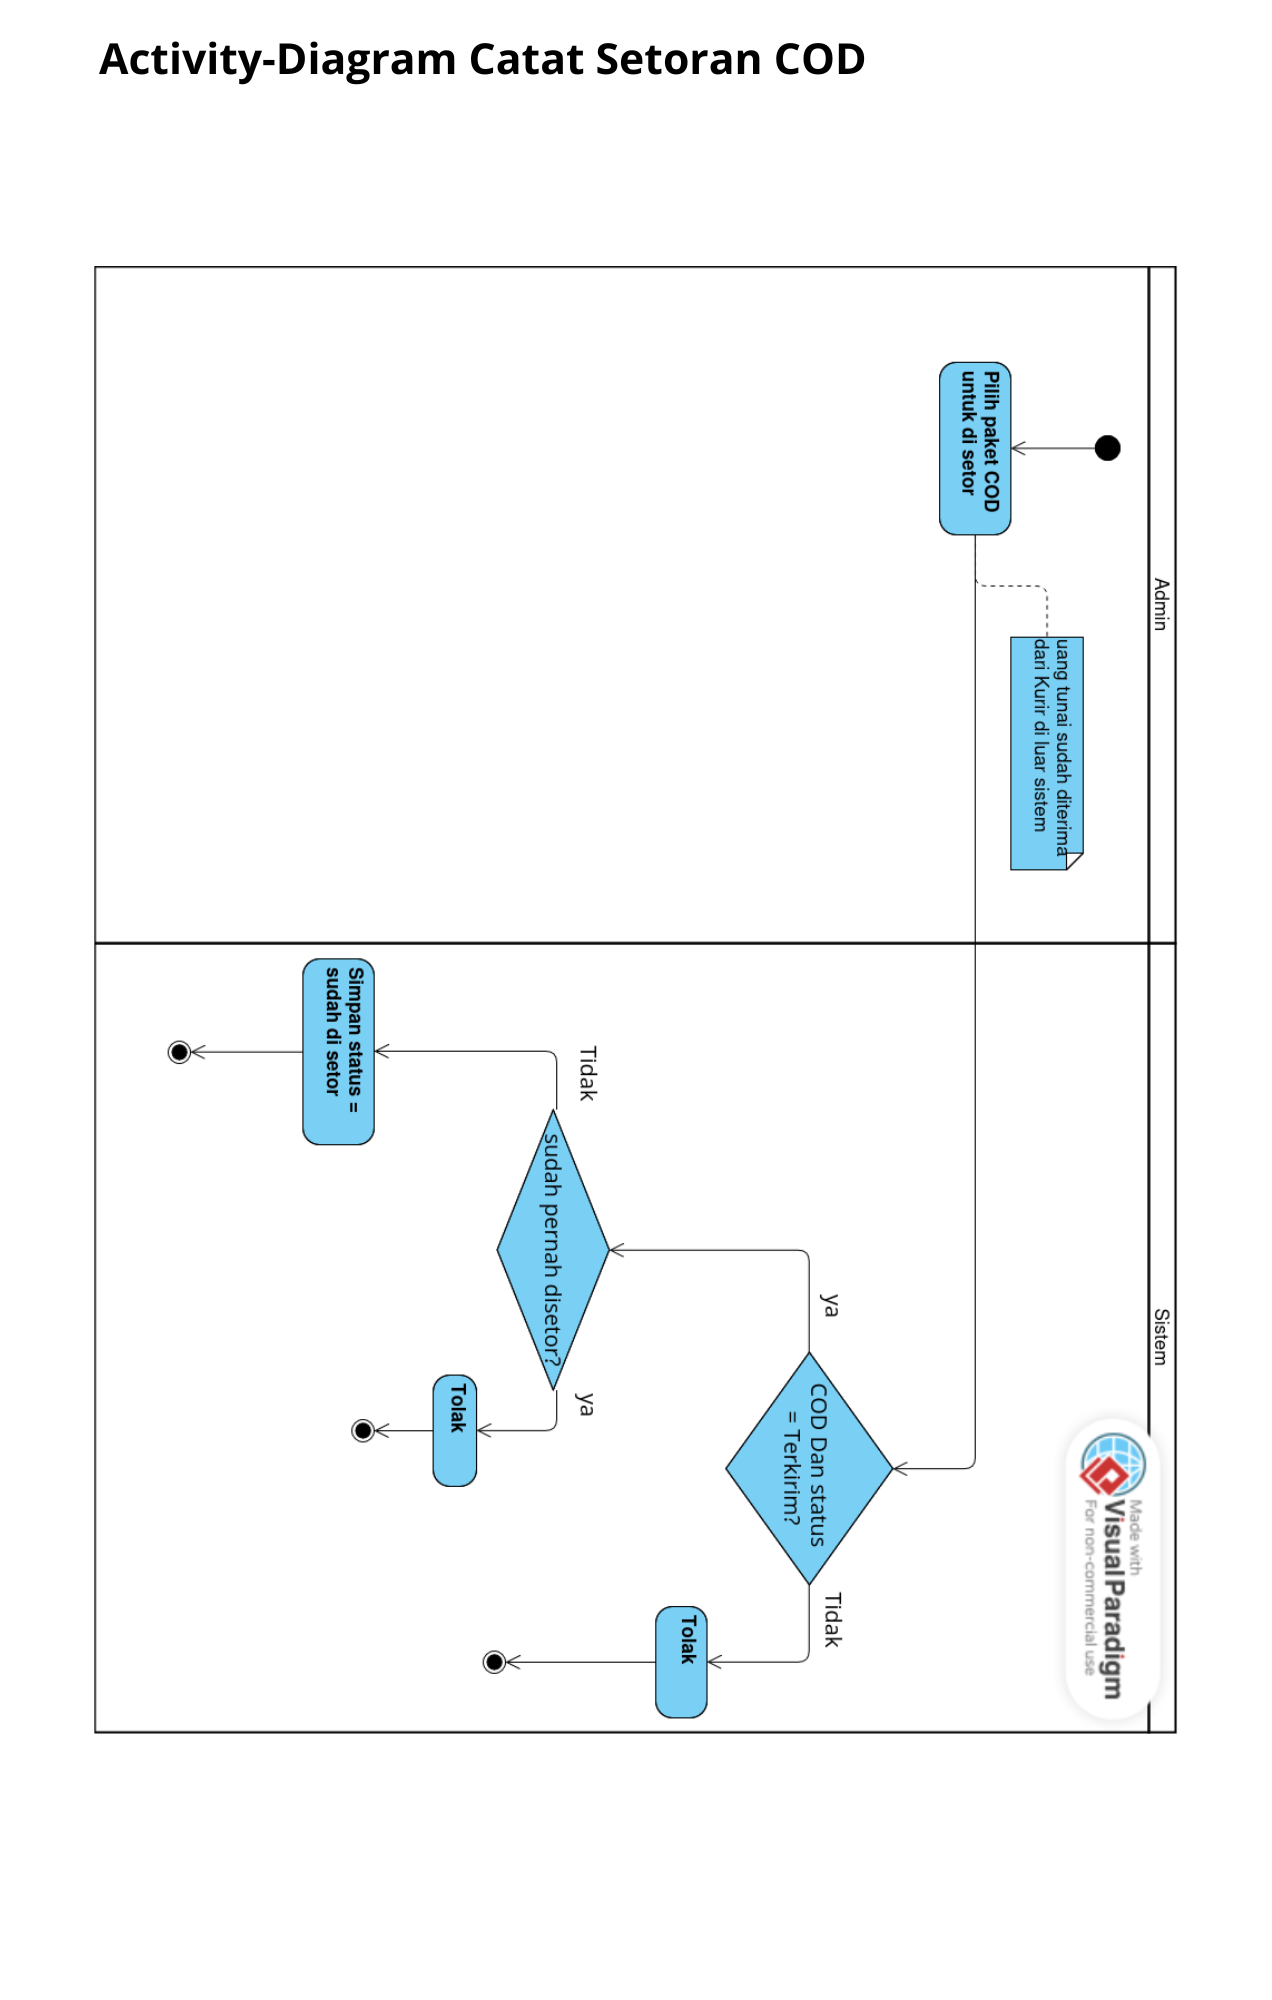 Activity-Diagram Catat Setoran COD
Admin
Sistem
Pilih paket COD
untuk di setor
uang tunai sudah diterima
dari Kurir di luar sistem
Made with
Visual Paradigm
For non-commercial use
COD Dan status
= Terkirim?
ya
Tidak
Tolak
sudah pernah disetor?
Tidak
ya
Simpan status =
sudah di setor
Tolak